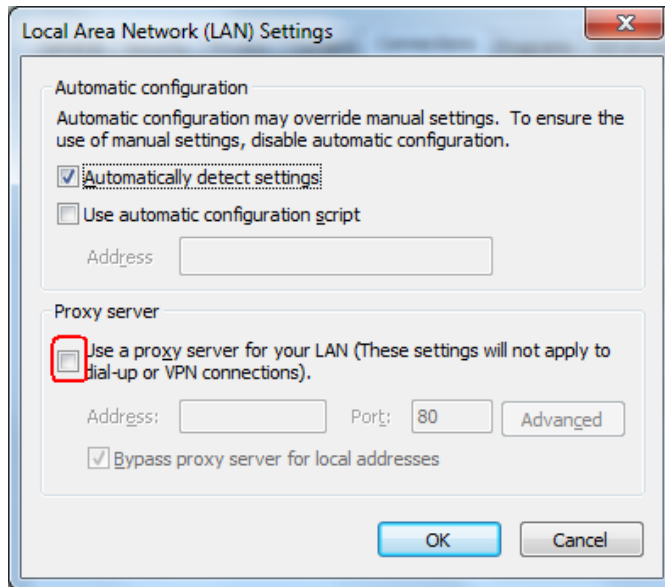 Local Area Network (LAN) Settings
Automatic configuration
Automatic configuration may override manual settings. To ensure the
use of manual settings, disable automatic configuration.
Automatically detect settings
Use automatic configuration script
Address
Proxy server
Use a proxy server for your LAN (These settings will not apply to
dial-up or VPN connections).
Address: Port: 80 Advanced
Bypass proxy server for local addresses
OK Cancel